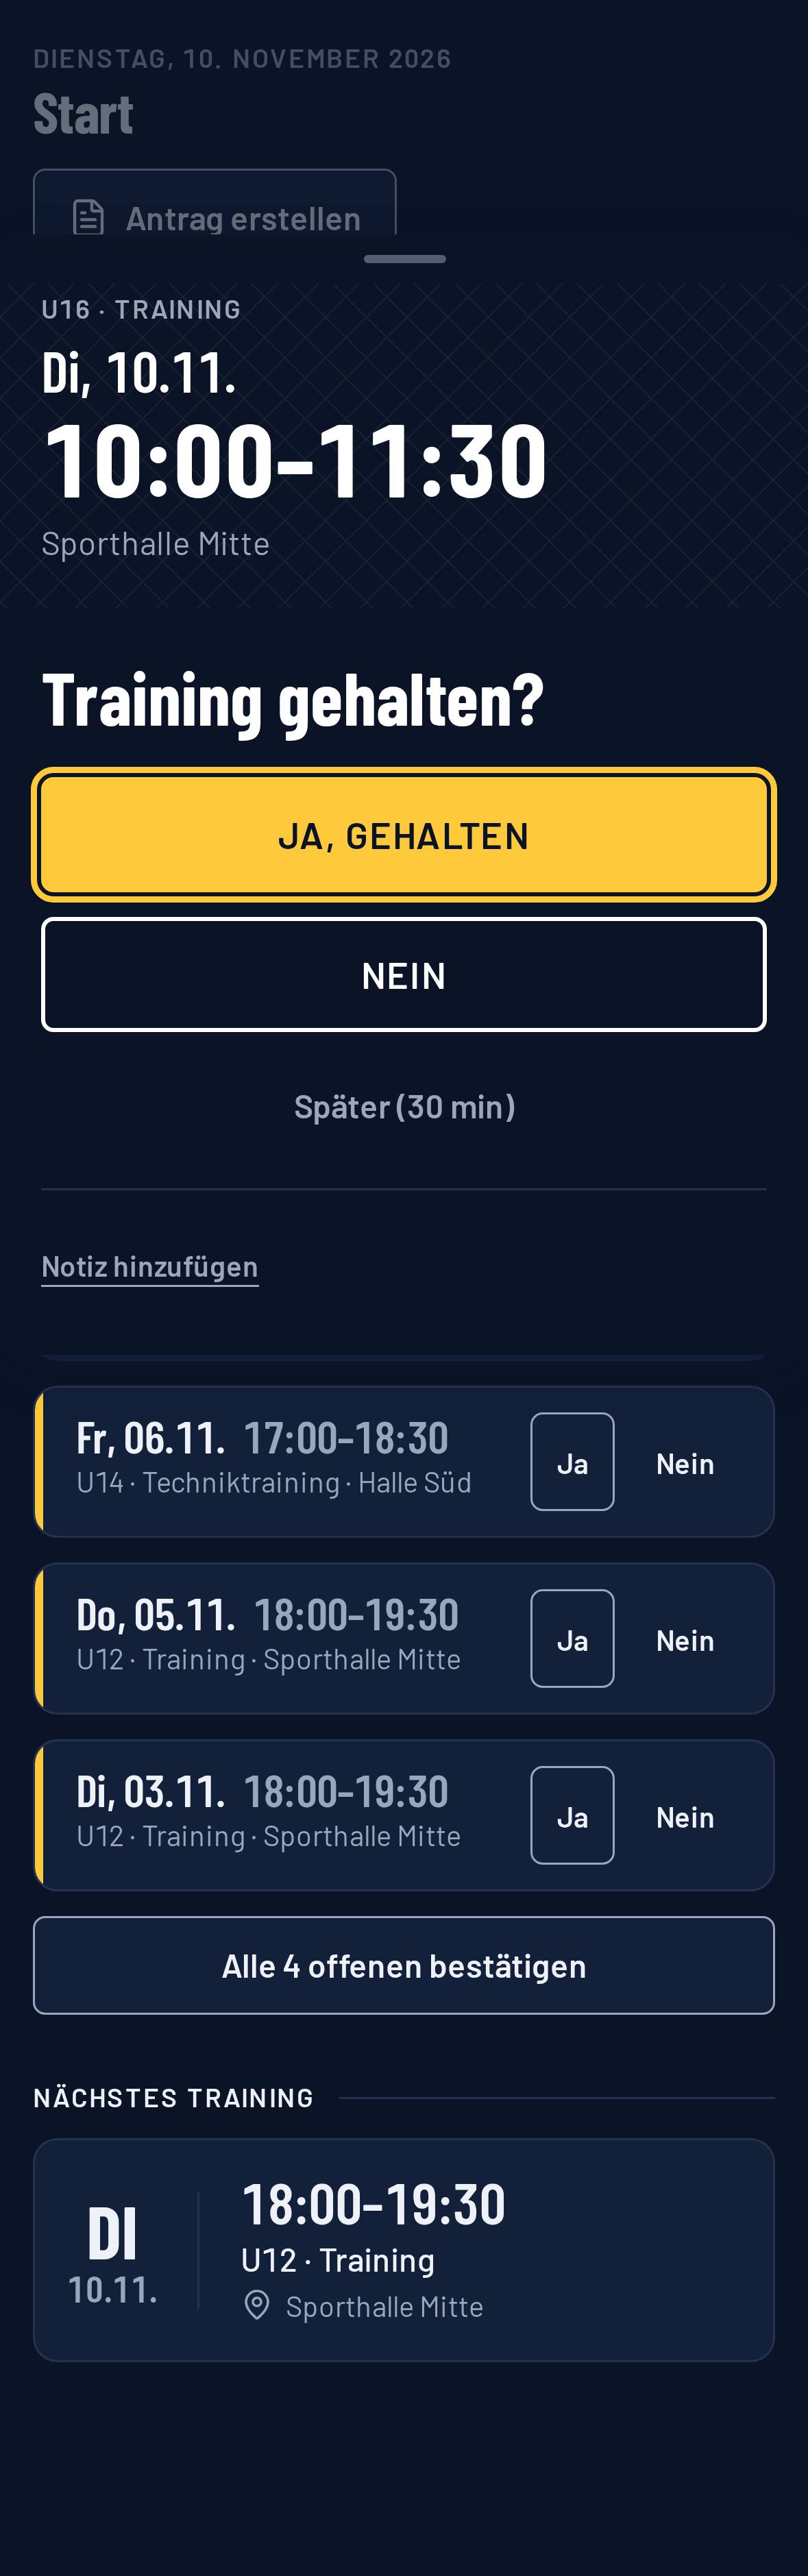 DIENSTAG, 10. NOVEMBER 2026
Start
Antrag erstellen
U16 · TRAINING
Di, 10.11.
10:00–11:30
Sporthalle Mitte
Training gehalten?
JA, GEHALTEN
NEIN
Später (30 min)
Notiz hinzufügen
Fr, 06.11. 17:00–18:30
U14 · Techniktraining · Halle Süd
Ja Nein
Do, 05.11. 18:00–19:30
U12 · Training · Sporthalle Mitte
Ja Nein
Di, 03.11. 18:00–19:30
U12 · Training · Sporthalle Mitte
Ja Nein
Alle 4 offenen bestätigen
NÄCHSTES TRAINING
DI
10.11.
18:00–19:30
U12 · Training
Sporthalle Mitte